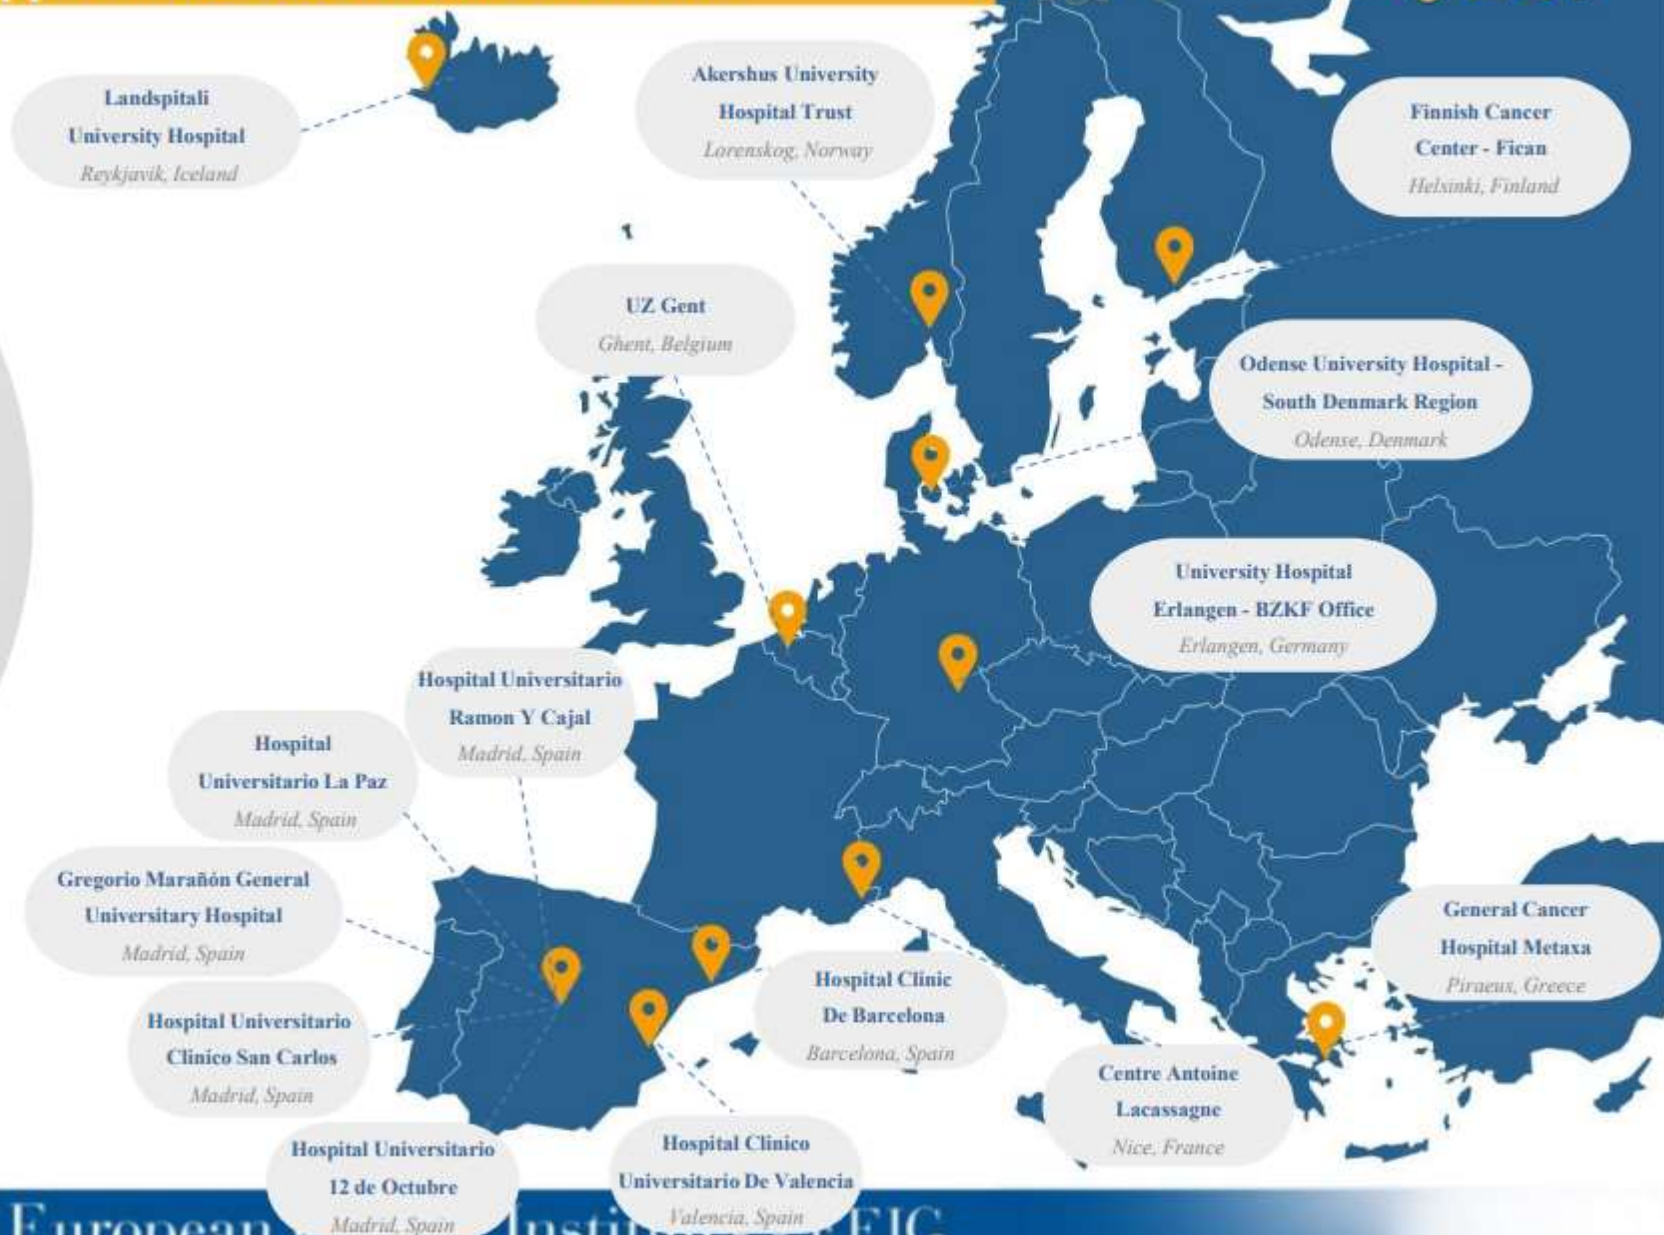 Landspitali
University Hospital
Reykjavik, Iceland
Akershus University
Hospital Trust
Lorenskog, Norway
Finnish Cancer
Center - Fican
Helsinki, Finland
UZ Gent
Ghent, Belgium
Odense University Hospital -
South Denmark Region
Odense, Denmark
University Hospital
Erlangen - BZKF Office
Erlangen, Germany
Hospital Universitario
Ramon Y Cajal
Madrid, Spain
Hospital
Universitario La Paz
Madrid, Spain
Gregorio Marañón General
Universitary Hospital
Madrid, Spain
General Cancer
Hospital Metaxa
Piraeus, Greece
Hospital Clinic
De Barcelona
Barcelona, Spain
Hospital Universitario
Clinico San Carlos
Madrid, Spain
Centre Antoine
Lacassagne
Nice, France
Hospital Universitario
12 de Octubre
Madrid, Spain
Hospital Clinico
Universitario De Valencia
Valencia, Spain
European
EIC